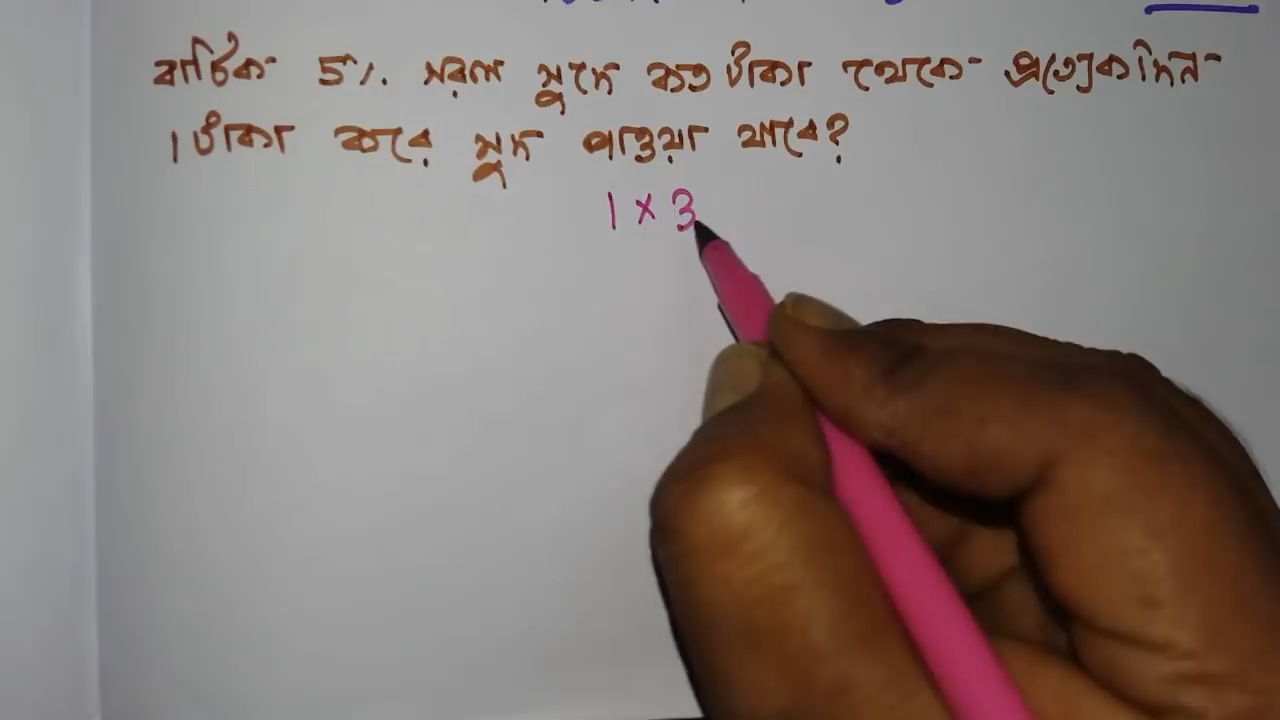 বার্ষিক 5%. সরল সুদে কত টাকা থেকে প্রত্যেকদিন
1 টাকা করে সুদ পাওয়া যাবে?
1 × 3